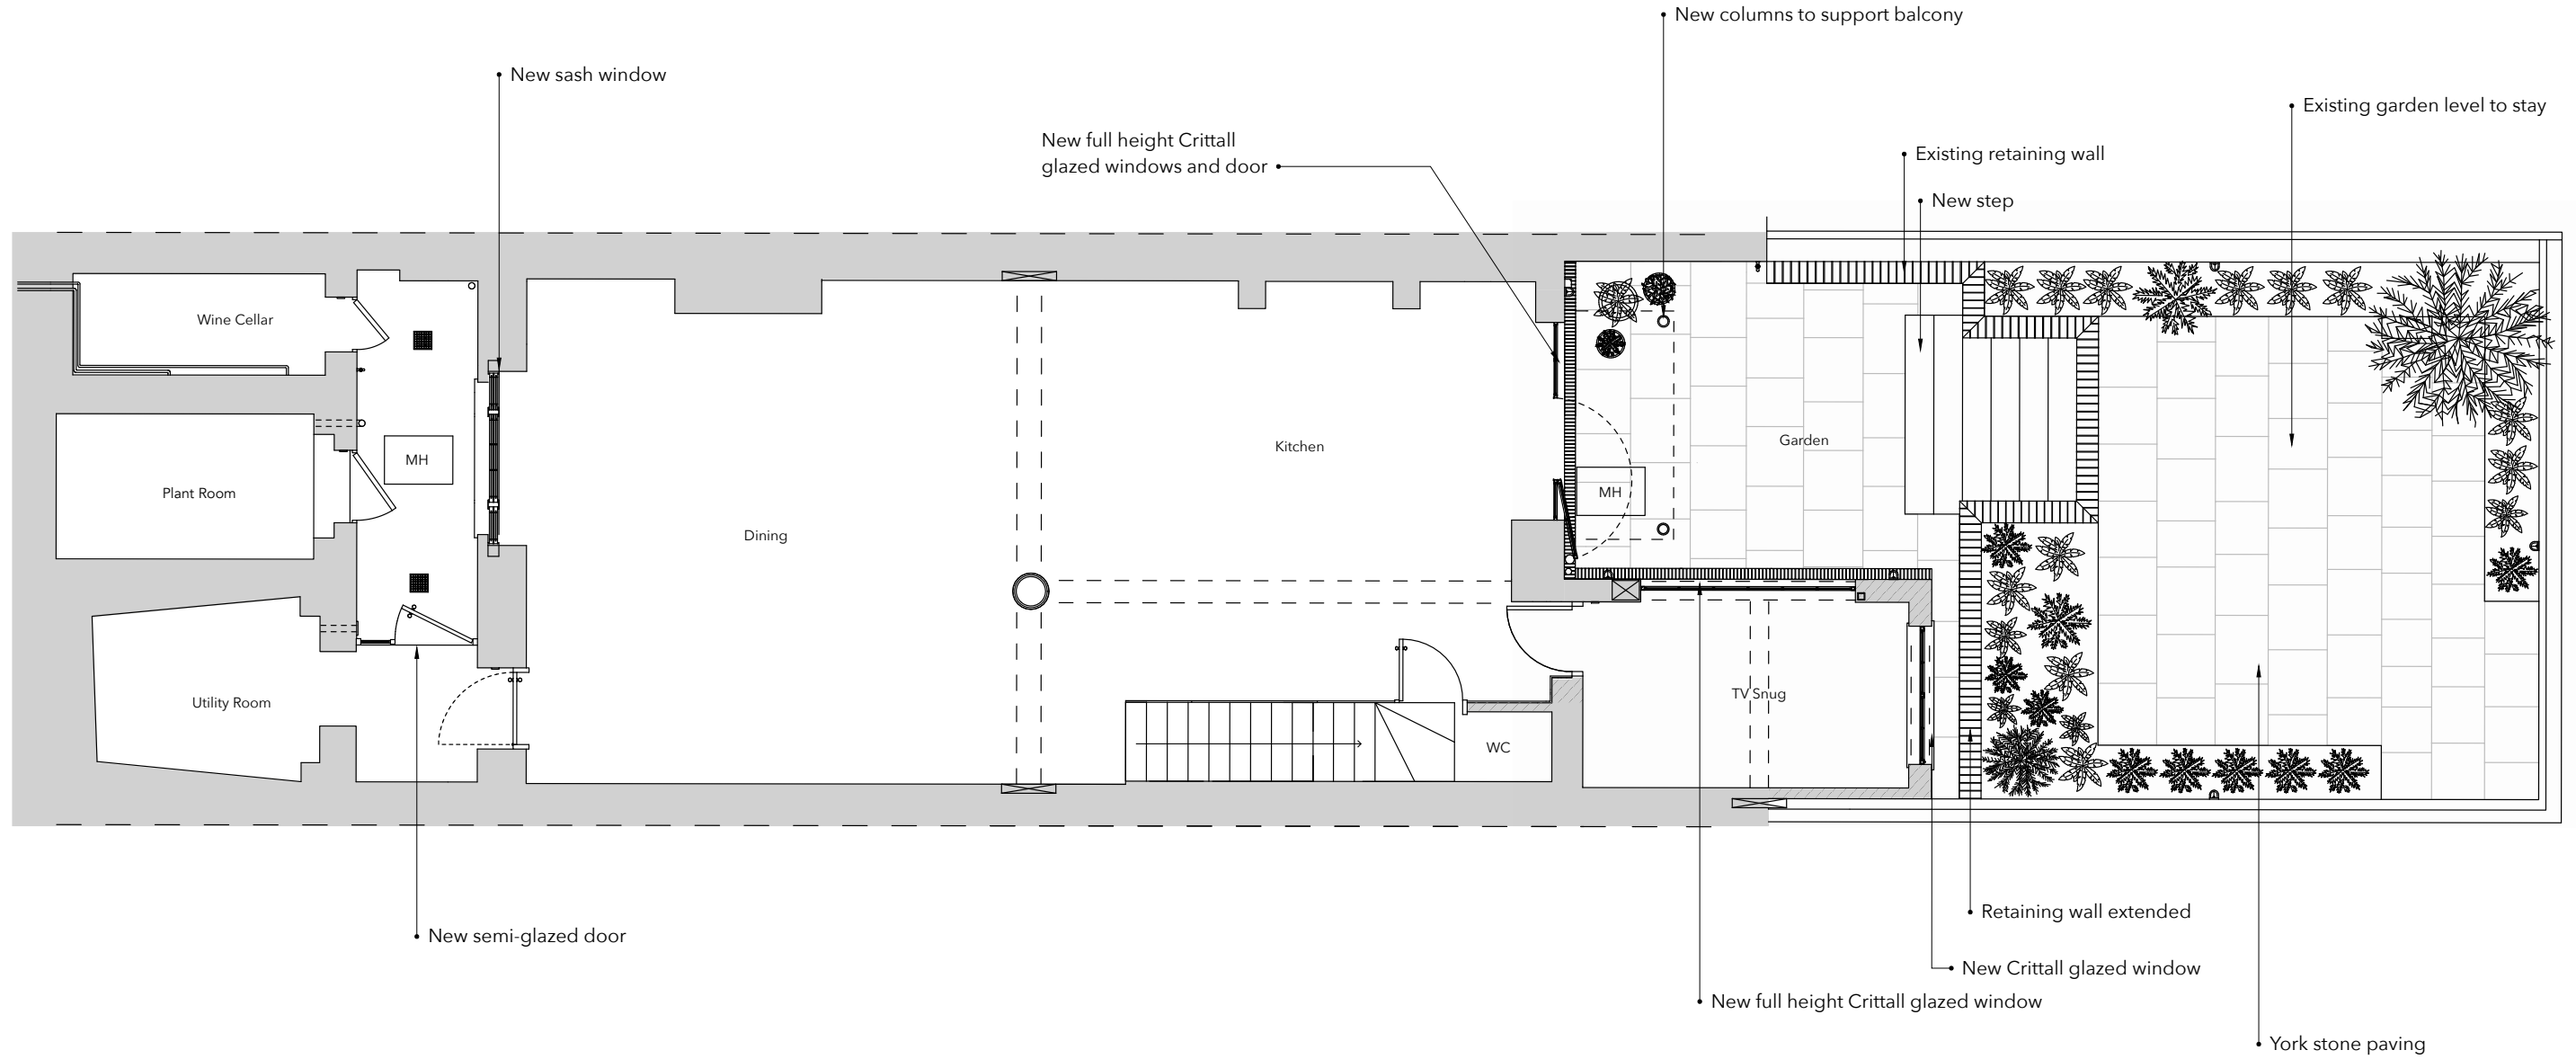 New columns to support balcony
New sash window
Existing garden level to stay
New full height Crittall
glazed windows and door
Existing retaining wall
New step
Wine Cellar
Garden
Kitchen
MH
Plant Room
MH
Dining
TV Snug
Utility Room
WC
Retaining wall extended
New semi-glazed door
New Crittall glazed window
New full height Crittall glazed window
York stone paving